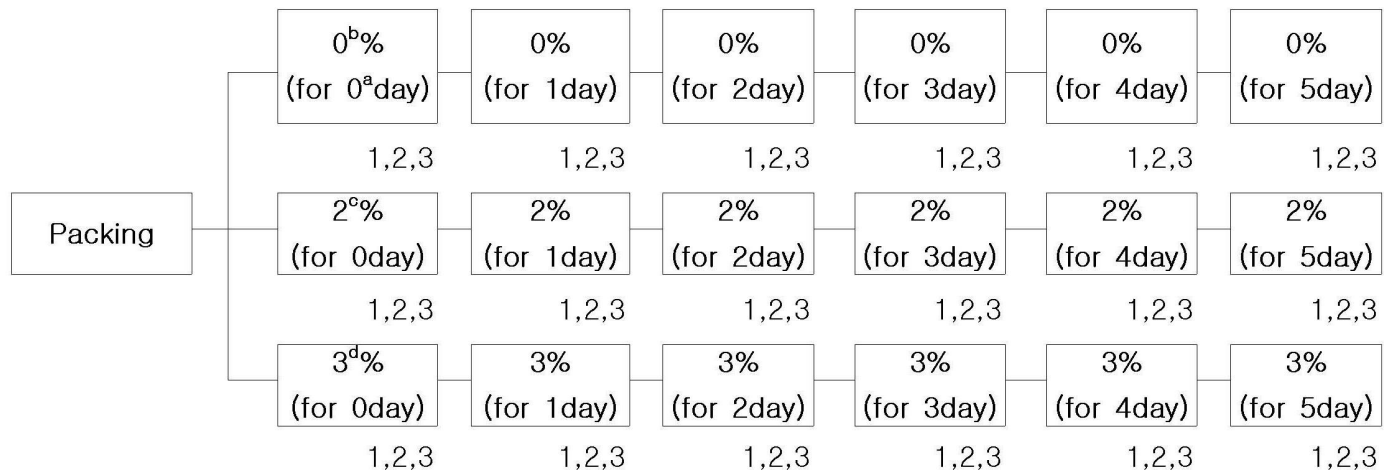 0ᵇ%
(for 0ᵃday)
0%
(for 1day)
0%
(for 2day)
0%
(for 3day)
0%
(for 4day)
0%
(for 5day)
1,2,3
1,2,3
1,2,3
1,2,3
1,2,3
1,2,3
Packing
2ᶜ%
(for 0day)
2%
(for 1day)
2%
(for 2day)
2%
(for 3day)
2%
(for 4day)
2%
(for 5day)
1,2,3
1,2,3
1,2,3
1,2,3
1,2,3
1,2,3
3ᵈ%
(for 0day)
3%
(for 1day)
3%
(for 2day)
3%
(for 3day)
3%
(for 4day)
3%
(for 5day)
1,2,3
1,2,3
1,2,3
1,2,3
1,2,3
1,2,3